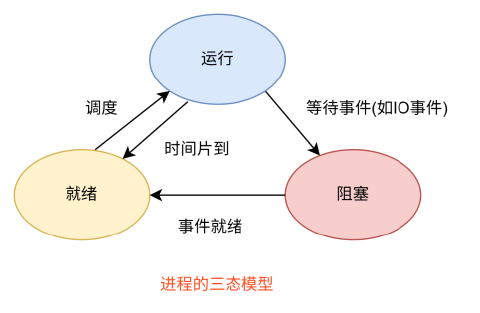 运行
调度
等待事件(如IO事件)
时间片到
就绪
阻塞
事件就绪
进程的三态模型